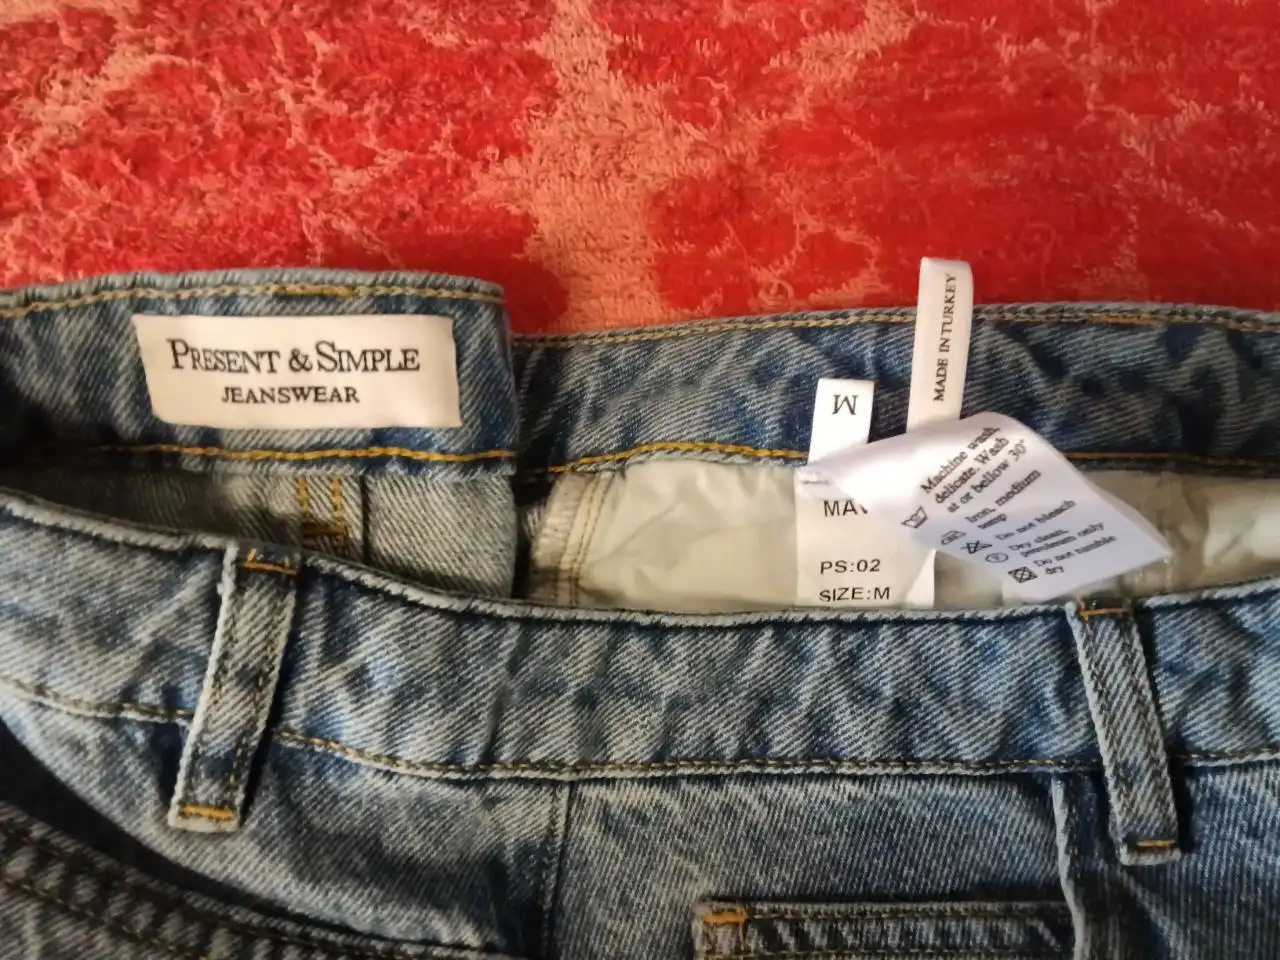 PRESENT & SIMPLE
JEANSWEAR
MADE IN TURKEY
M
PS:02
SIZE:M
Machine wash,
delicate. Wash
at or bellow 30°
Iron, medium
temp
Do not bleach
Dry clean,
petroleum only
Do not tumble
dry